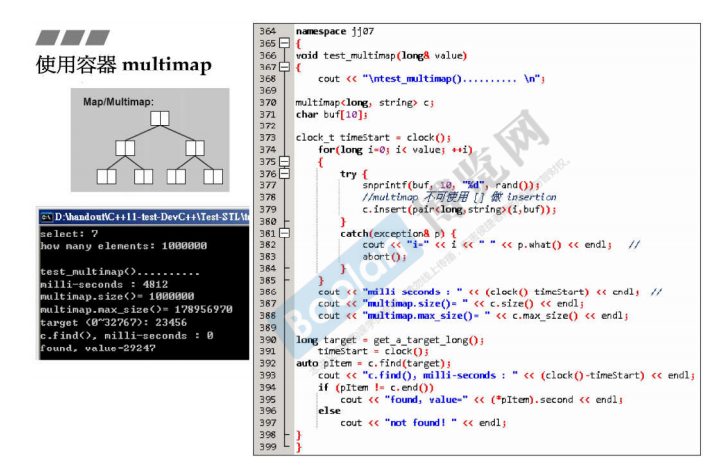 使用容器 multimap
Map/Multimap:
D:\handout\C++11-test-DevC++\Test-STL\t
select: 7
how many elements: 1000000
test_multimap()..........
milli-seconds : 4812
multimap.size()= 1000000
multimap.max_size()= 178956970
target (0~32767): 23456
c.find(), milli-seconds : 0
found, value=29247
364 namespace jj07
365 {
366 void test_multimap(long& value)
367 {
368 cout << "\ntest_multimap().......... \n";
369
370 multimap<long, string> c;
371 char buf[10];
372
373 clock_t timeStart = clock();
374 for(long i=0; i< value; ++i)
375 {
376 try {
377 snprintf(buf, 10, "%d", rand());
378 //multimap 不可使用 [] 做 insertion
379 c.insert(pair<long,string>(i,buf));
380 }
381 catch(exception& p) {
382 cout << "i=" << i << " " << p.what() << endl; //
383 abort();
384 }
385 }
386 cout << "milli-seconds : " << (clock()-timeStart) << endl; //
387 cout << "multimap.size()= " << c.size() << endl;
388 cout << "multimap.max_size()= " << c.max_size() << endl;
389
390 long target = get_a_target_long();
391 timeStart = clock();
392 auto pItem = c.find(target);
393 cout << "c.find(), milli-seconds : " << (clock()-timeStart) << endl;
394 if (pItem != c.end())
395 cout << "found, value=" << (*pItem).second << endl;
396 else
397 cout << "not found! " << endl;
398 }
399 }
Boolan
博览网